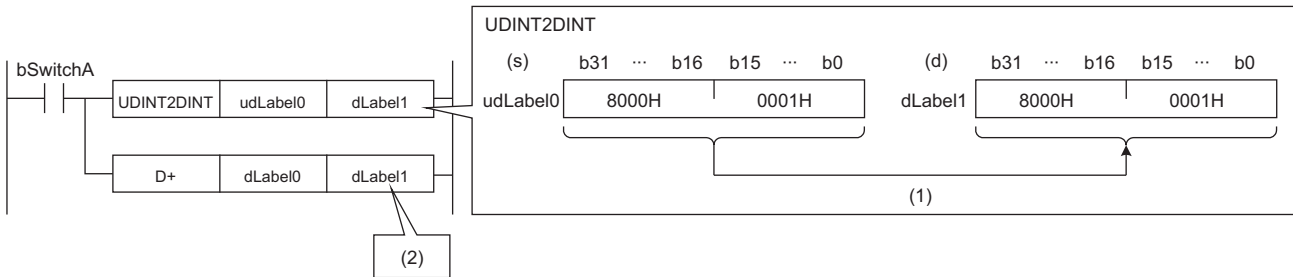 UDINT2DINT
bSwitchA
UDINT2DINT udLabel0 dLabel1
(s) b31 ··· b16 b15 ··· b0 (d) b31 ··· b16 b15 ··· b0
udLabel0 8000H 0001H dLabel1 8000H 0001H
D+ dLabel0 dLabel1
(1)
(2)